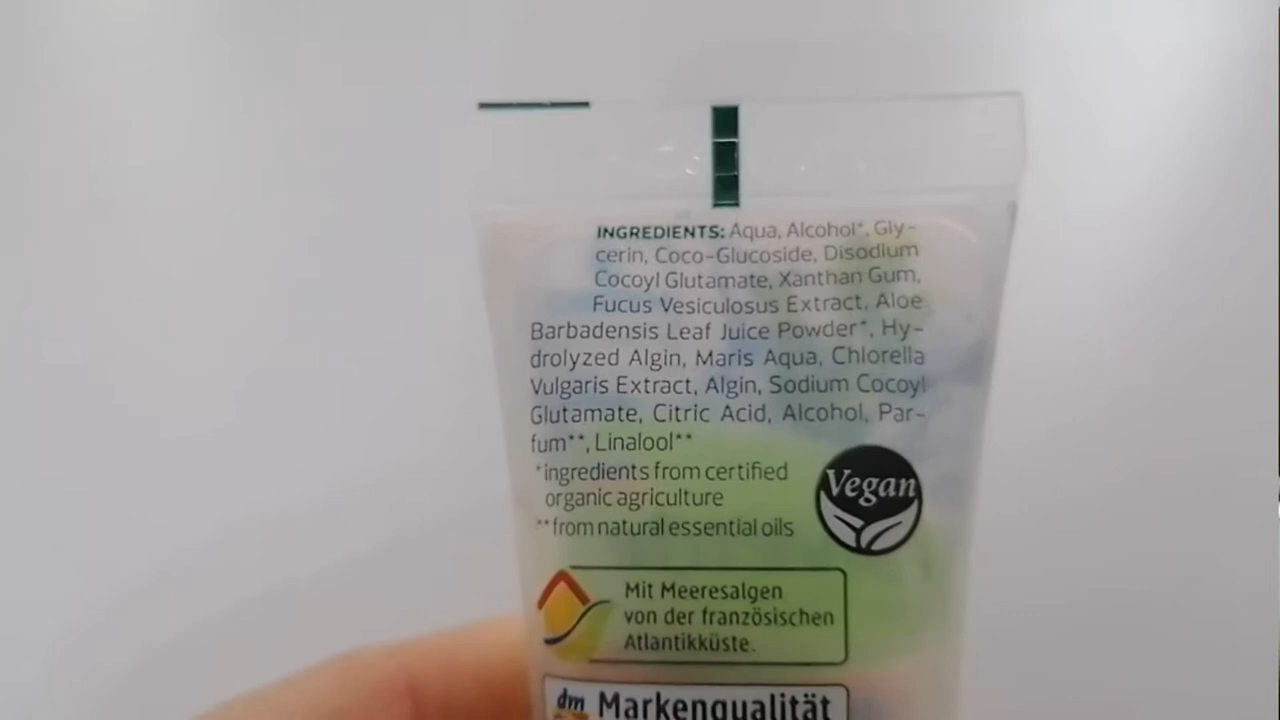 INGREDIENTS: Aqua, Alcohol*, Gly-
cerin, Coco-Glucoside, Disodium
Cocoyl Glutamate, Xanthan Gum,
Fucus Vesiculosus Extract, Aloe
Barbadensis Leaf Juice Powder*, Hy-
drolyzed Algin, Maris Aqua, Chlorella
Vulgaris Extract, Algin, Sodium Cocoyl
Glutamate, Citric Acid, Alcohol, Par-
fum**, Linalool**
*ingredients from certified
organic agriculture
**from natural essential oils
Vegan
Mit Meeresalgen
von der französischen
Atlantikküste.
dm Markenqualität